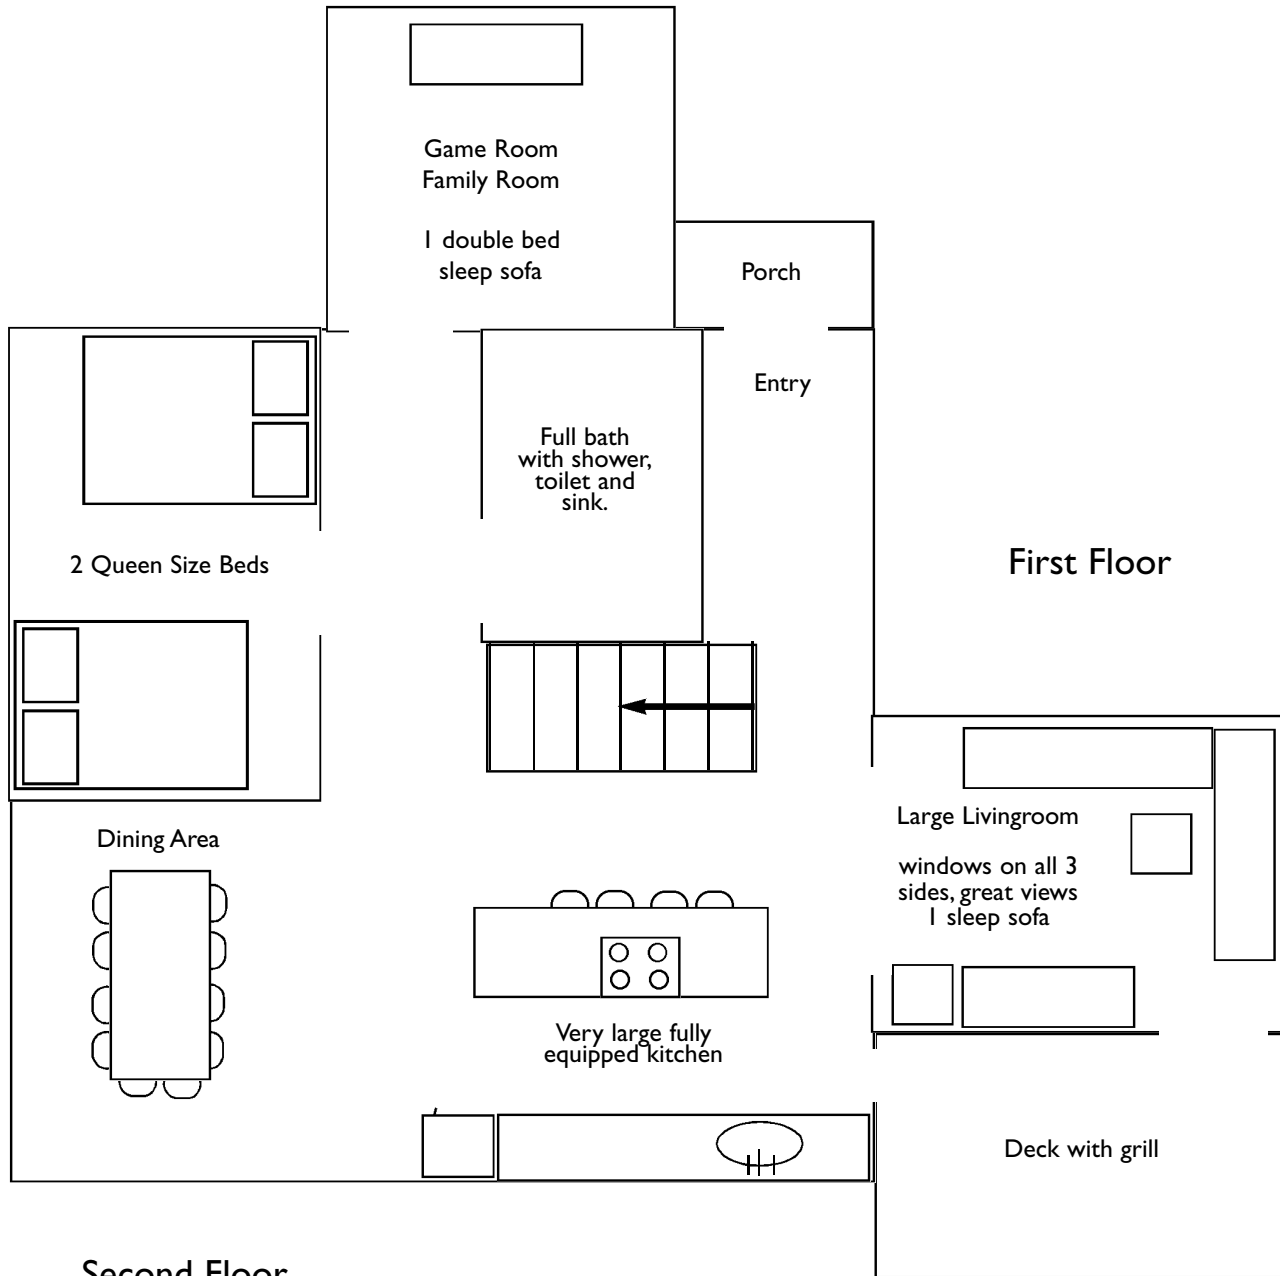 Game Room
Family Room
1 double bed
sleep sofa
Porch
Entry
Full bath
with shower,
toilet and
sink.
2 Queen Size Beds
First Floor
Dining Area
Large Livingroom
windows on all 3
sides, great views
1 sleep sofa
Very large fully
equipped kitchen
Deck with grill
Second Floor